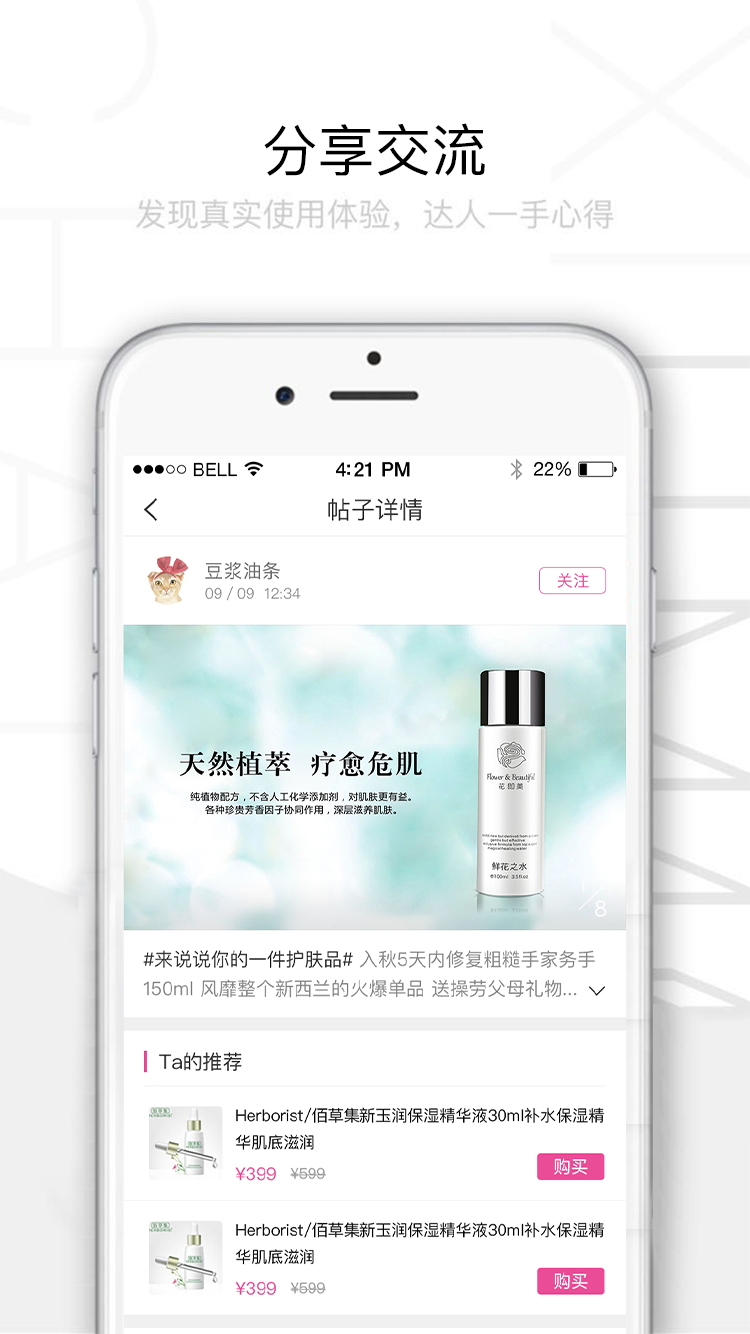 分享交流
发现真实使用体验，达人一手心得
BELL 4:21 PM 22%
帖子详情
豆浆油条
09 / 09 12:34
关注
天然植萃 疗愈危肌
纯植物配方，不含人工化学添加剂，对肌肤更有益。
各种珍贵芳香因子协同作用，深层滋养肌肤。
Flower & Beautiful
花皙美
鲜花之水
℮100ml 3.5fl.oz
1/8
#来说说你的一件护肤品# 入秋5天内修复粗糙手家务手
150ml 风靡整个新西兰的火爆单品 送操劳父母礼物...
Ta的推荐
Herborist/佰草集新玉润保湿精华液30ml补水保湿精
华肌底滋润
¥399 ¥599
购买
Herborist/佰草集新玉润保湿精华液30ml补水保湿精
华肌底滋润
¥399 ¥599
购买